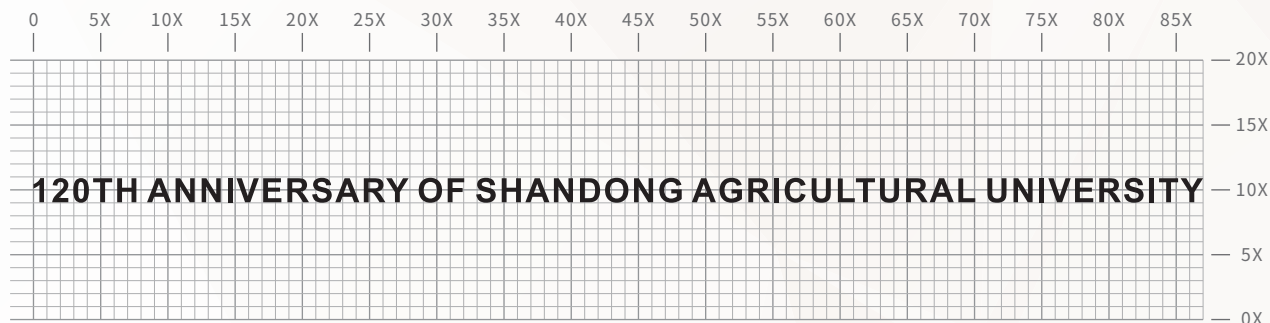 0 5X 10X 15X 20X 25X 30X 35X 40X 45X 50X 55X 60X 65X 70X 75X 80X 85X
20X
15X
120TH ANNIVERSARY OF SHANDONG AGRICULTURAL UNIVERSITY
10X
5X
0X